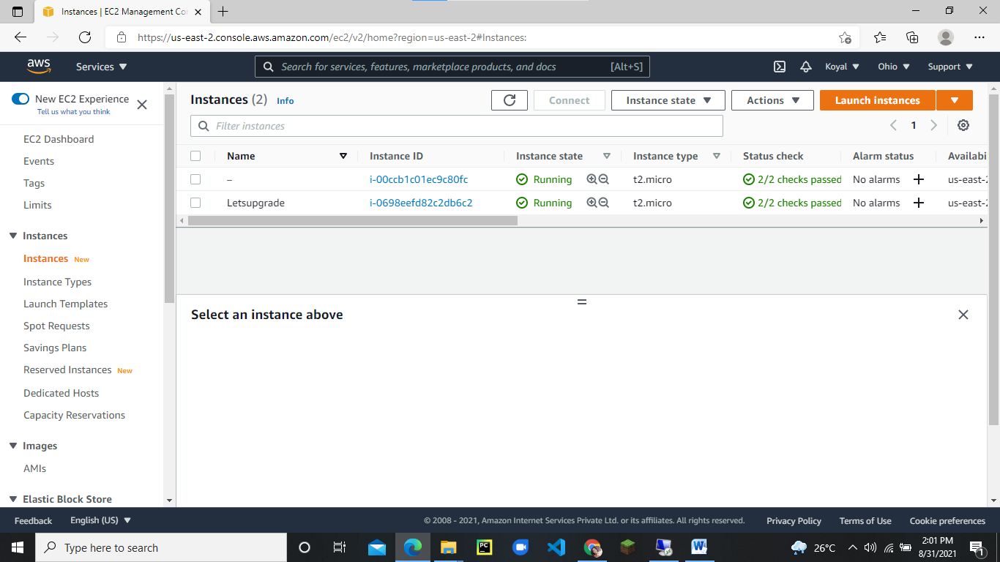 Instances | EC2 Management Con
https://us-east-2.console.aws.amazon.com/ec2/v2/home?region=us-east-2#Instances:
aws Services Search for services, features, marketplace products, and docs [Alt+S] Koyal Ohio Support
New EC2 Experience
Tell us what you think
EC2 Dashboard
Events
Tags
Limits
Instances
Instances New
Instance Types
Launch Templates
Spot Requests
Savings Plans
Reserved Instances New
Dedicated Hosts
Capacity Reservations
Images
AMIs
Elastic Block Store
Instances (2) Info Connect Instance state Actions Launch instances
Filter instances 1
Name Instance ID Instance state Instance type Status check Alarm status Availabi
– i-00ccb1c01ec9c80fc Running t2.micro 2/2 checks passed No alarms + us-east-2
Letsupgrade i-0698eefd82c2db6c2 Running t2.micro 2/2 checks passed No alarms + us-east-2
Select an instance above
Feedback English (US) © 2008 - 2021, Amazon Internet Services Private Ltd. or its affiliates. All rights reserved. Privacy Policy Terms of Use Cookie preferences
Type here to search PC W 26°C 2:01 PM 1
8/31/2021